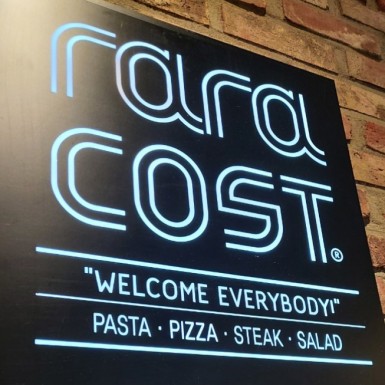 rara
COST.®
"WELCOME EVERYBODY!"
PASTA · PIZZA · STEAK · SALAD